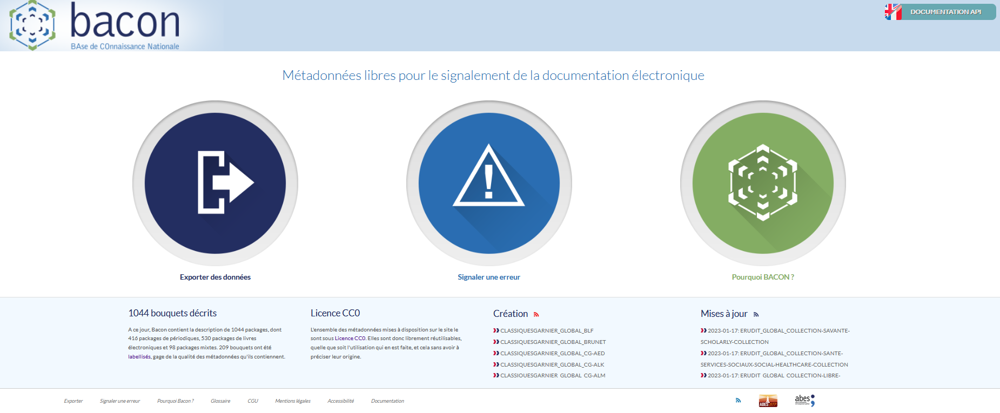 bacon
BAse de COnnaissance Nationale
DOCUMENTATION API
Métadonnées libres pour le signalement de la documentation électronique
Exporter des données
Signaler une erreur
Pourquoi BACON ?
1044 bouquets décrits
A ce jour, Bacon contient la description de 1044 packages, dont
416 packages de périodiques, 530 packages de livres
électroniques et 98 packages mixtes. 209 bouquets ont été
labellisés, gage de la qualité des métadonnées qu'ils contiennent.
Licence CC0
L'ensemble des métadonnées mises à disposition sur le site le
sont sous Licence CC0. Elles sont donc librement réutilisables,
quelle que soit l'utilisation qui en est faite, et cela sans avoir à
préciser leur origine.
Création
CLASSIQUESGARNIER_GLOBAL_BLF
CLASSIQUESGARNIER_GLOBAL_BRUNET
CLASSIQUESGARNIER_GLOBAL_CG-AED
CLASSIQUESGARNIER_GLOBAL_CG-ALK
CLASSIQUESGARNIER_GLOBAL_CG-ALM
Mises à jour
2023-01-17: ERUDIT_GLOBAL_COLLECTION-SAVANTE-
SCHOLARLY-COLLECTION
2023-01-17: ERUDIT_GLOBAL_COLLECTION-SANTE-
SERVICES-SOCIAUX-SOCIAL-HEALTHCARE-COLLECTION
2023-01-17: ERUDIT_GLOBAL_COLLECTION-LIBRE-
Exporter
Signaler une erreur
Pourquoi Bacon ?
Glossaire
CGU
Mentions légales
Accessibilité
Documentation
ABES STP
abes